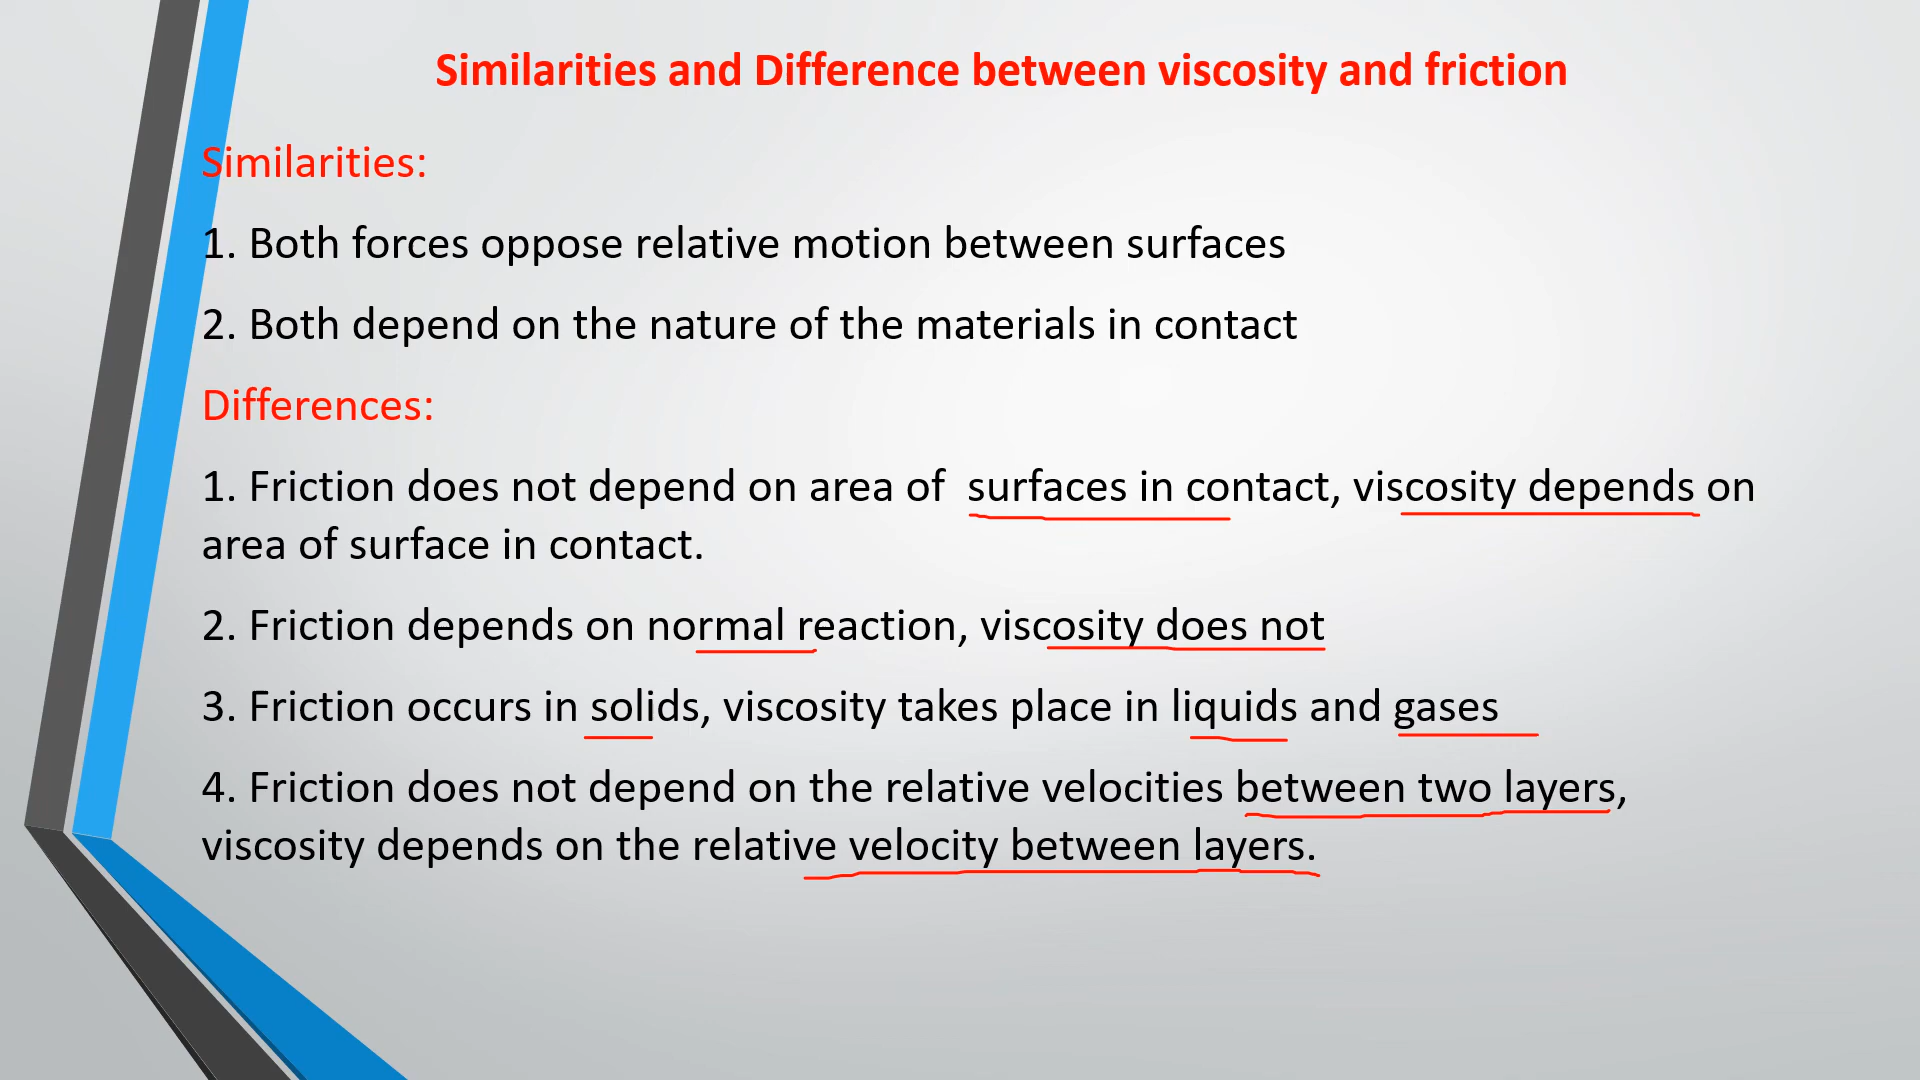 Similarities and Difference between viscosity and friction
Similarities:
1. Both forces oppose relative motion between surfaces
2. Both depend on the nature of the materials in contact
Differences:
1. Friction does not depend on area of  surfaces in contact, viscosity depends on
area of surface in contact.
2. Friction depends on normal reaction, viscosity does not
3. Friction occurs in solids, viscosity takes place in liquids and gases
4. Friction does not depend on the relative velocities between two layers,
viscosity depends on the relative velocity between layers.